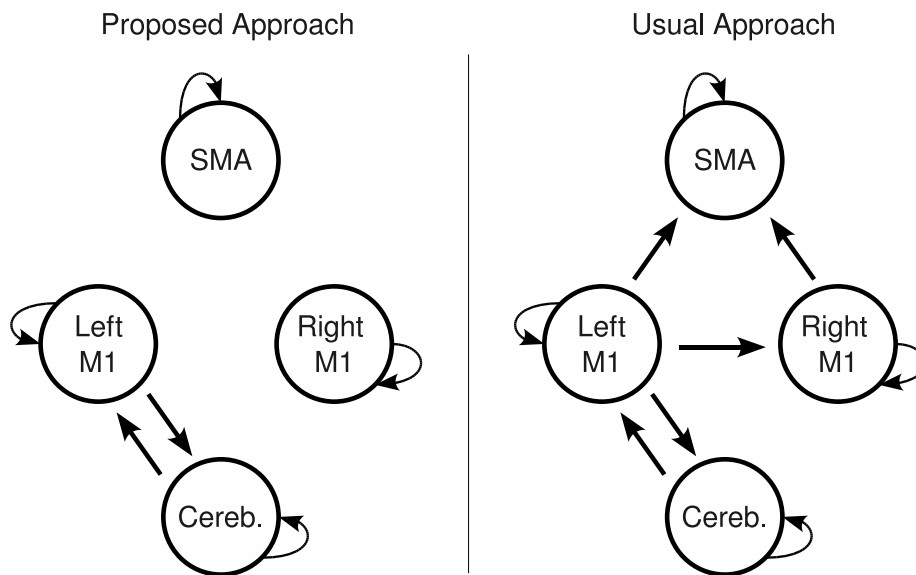 Proposed Approach
SMA
Left
M1
Right
M1
Cereb.
Usual Approach
SMA
Left
M1
Right
M1
Cereb.